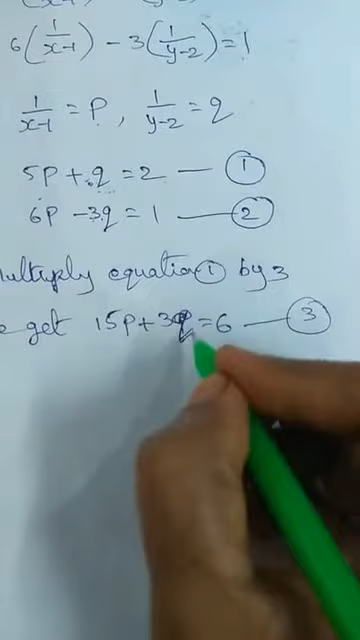 6(1/x-1) - 3(1/y-2) = 1
1/x-1 = P, 1/y-2 = q
5P + q = 2 — ①
6P - 3q = 1 — ②
multiply equation ① by 3
get 15P + 3q = 6 — ③